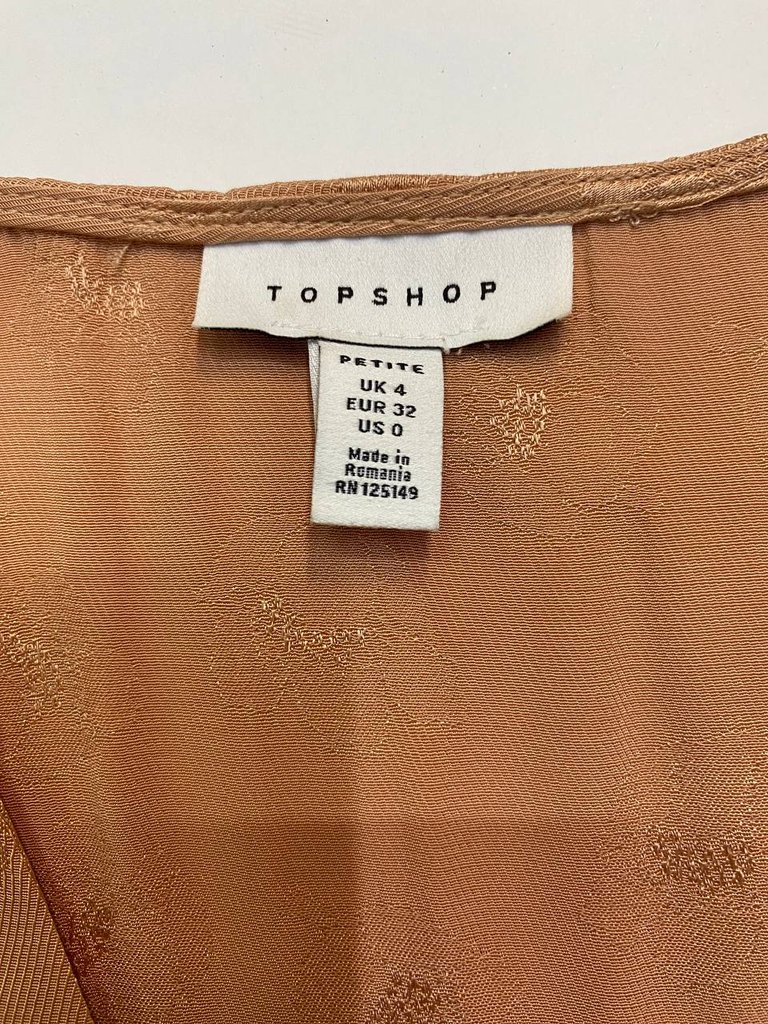 TOPSHOP
PETITE
UK 4
EUR 32
US 0
Made in
Romania
RN125149